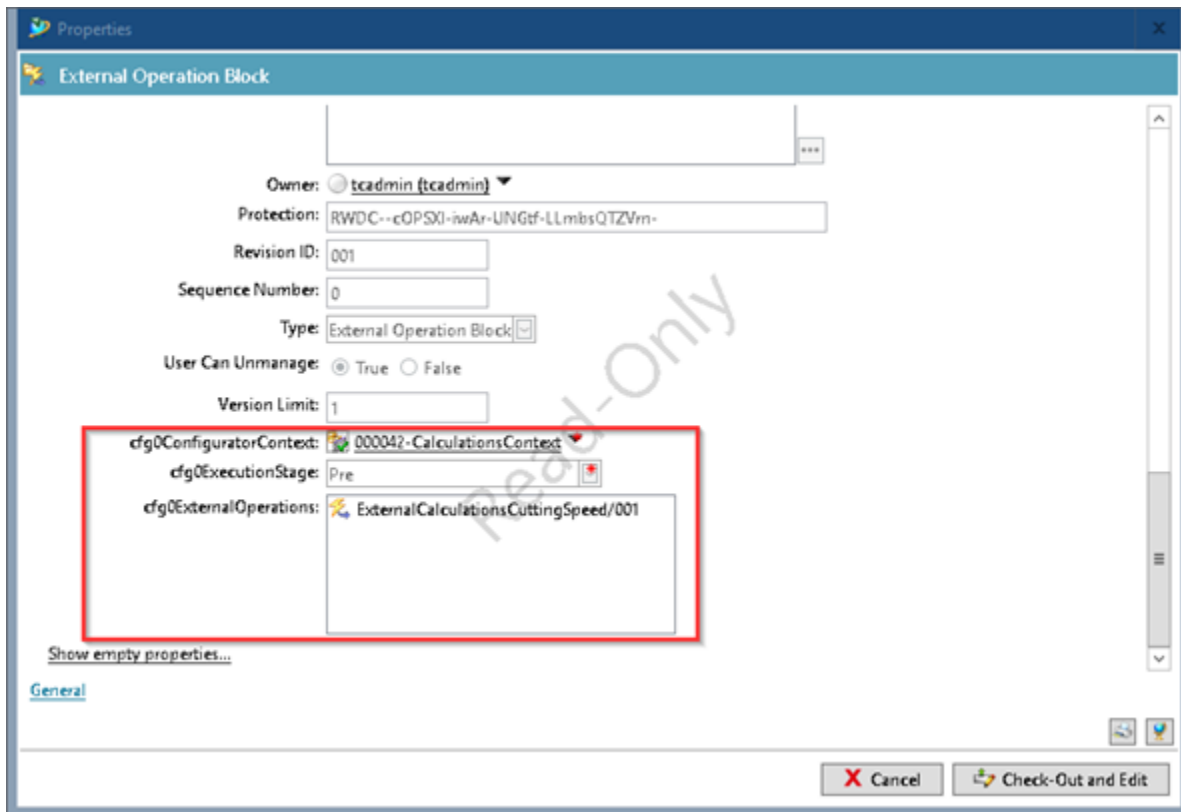 Properties
External Operation Block
...
Owner: tcadmin (tcadmin)
Protection: RWDC--cOPSXl-iwAr-UNGtf-LLmbsQTZVrn-
Revision ID: 001
Sequence Number: 0
Type: External Operation Block
User Can Unmanage: True False
Version Limit: 1
cfg0ConfiguratorContext: 000042-CalculationsContext
cfg0ExecutionStage: Pre
cfg0ExternalOperations: ExternalCalculationsCuttingSpeed/001
Read-Only
Show empty properties...
General
Cancel Check-Out and Edit